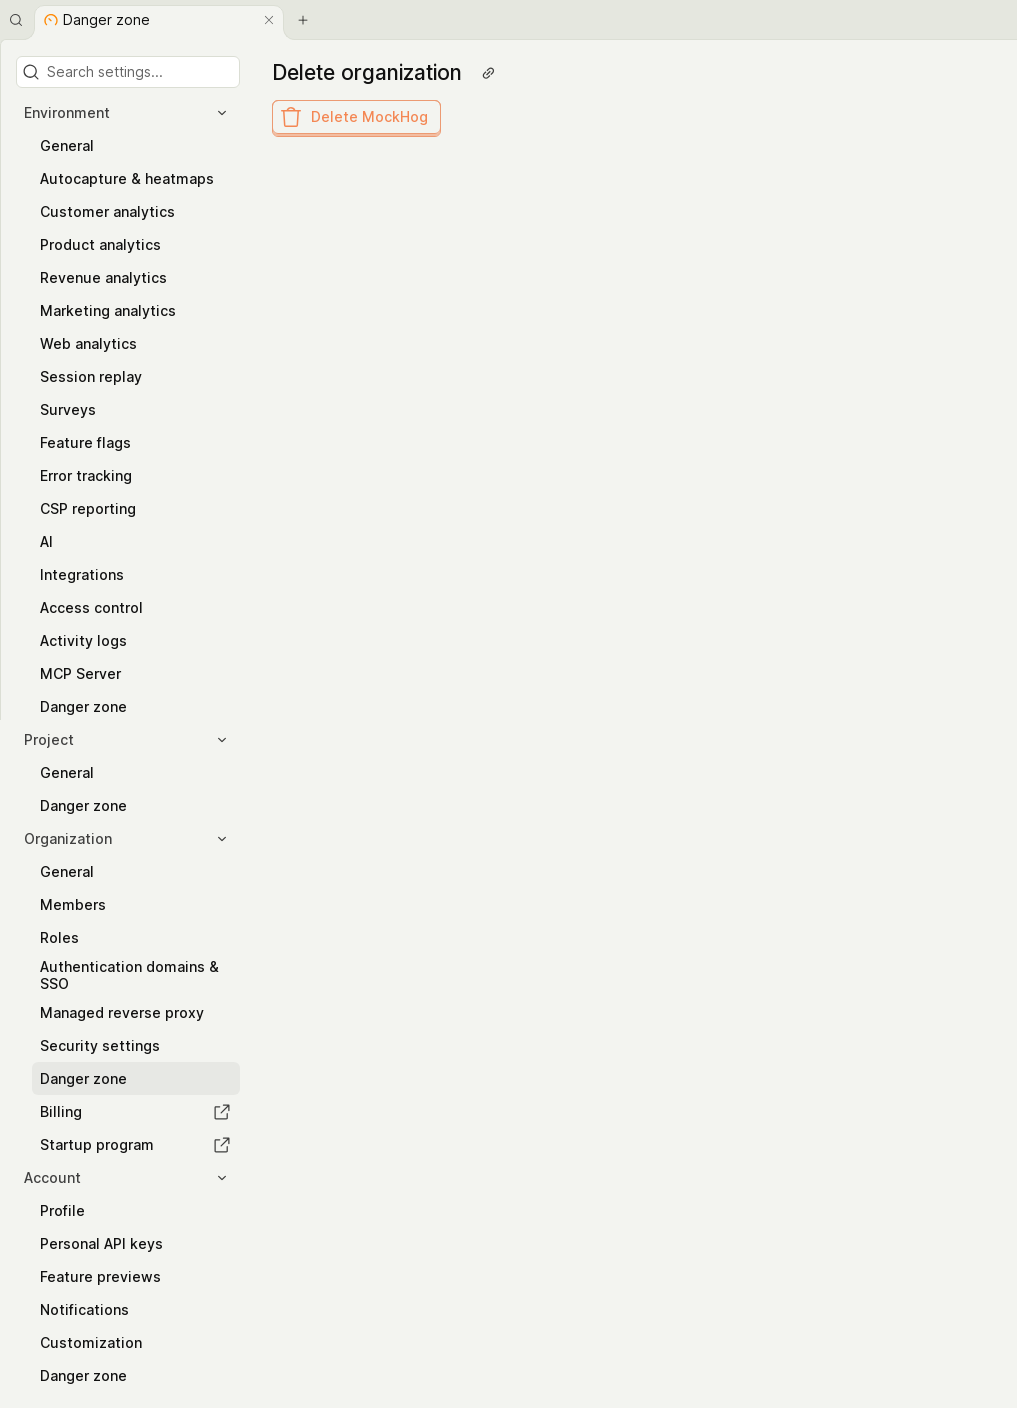 Danger zone
Search settings...
Delete organization
Delete MockHog
Environment
General
Autocapture & heatmaps
Customer analytics
Product analytics
Revenue analytics
Marketing analytics
Web analytics
Session replay
Surveys
Feature flags
Error tracking
CSP reporting
AI
Integrations
Access control
Activity logs
MCP Server
Danger zone
Project
General
Danger zone
Organization
General
Members
Roles
Authentication domains &
SSO
Managed reverse proxy
Security settings
Danger zone
Billing
Startup program
Account
Profile
Personal API keys
Feature previews
Notifications
Customization
Danger zone